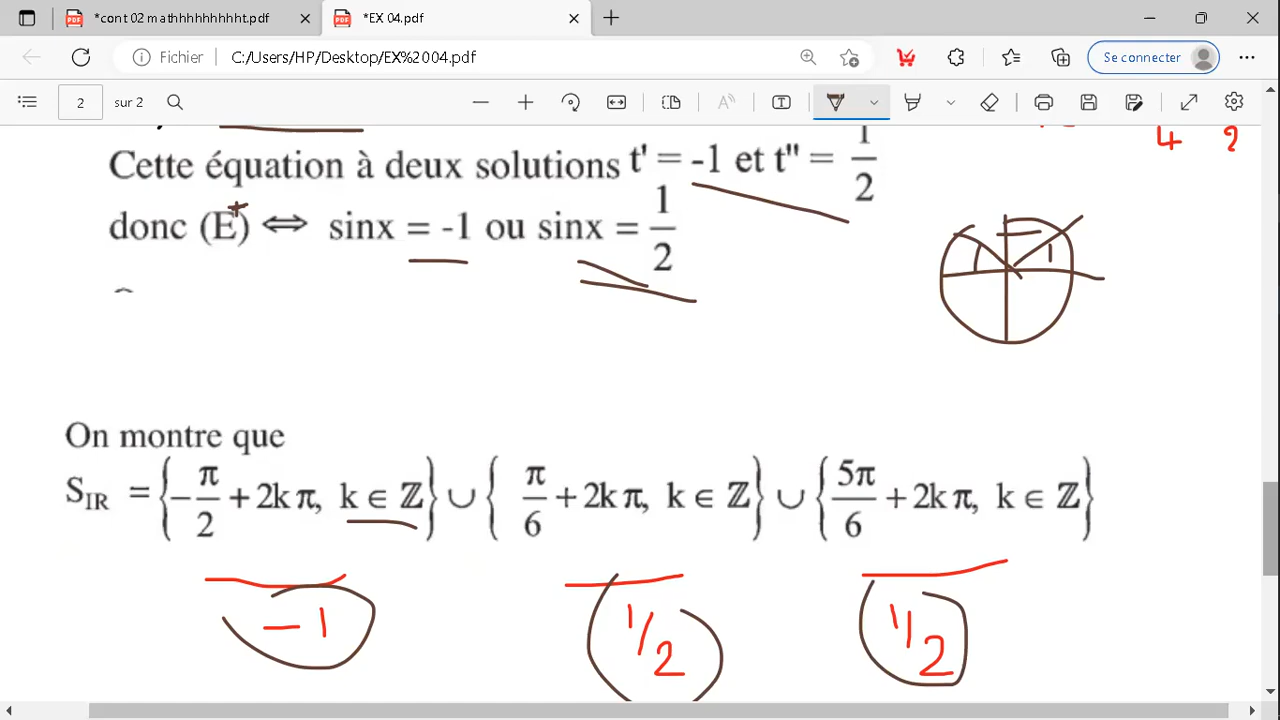 *cont 02 mathhhhhhhhht.pdf
*EX 04.pdf
Fichier C:/Users/HP/Desktop/EX%2004.pdf
Se connecter
2 sur 2
4 2
Cette équation à deux solutions t' = -1 et t'' = 1/2
donc (E) ⇔ sinx = -1 ou sinx = 1/2
On montre que
S_IR = {-π/2 + 2kπ, k ∈ ℤ} ∪ { π/6 + 2kπ, k ∈ ℤ} ∪ {5π/6 + 2kπ, k ∈ ℤ}
-1 1/2 1/2